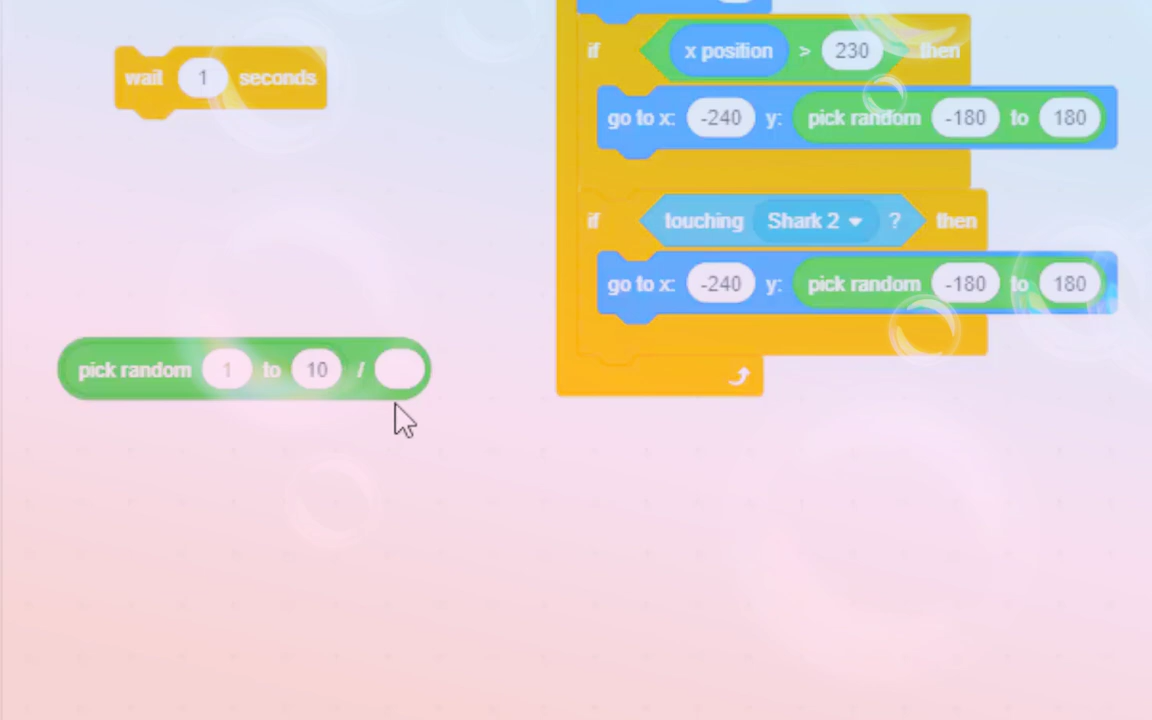 wait 1 seconds
if x position > 230 then
go to x: -240 y: pick random -180 to 180
if touching Shark 2 ? then
go to x: -240 y: pick random -180 to 180
pick random 1 to 10 /